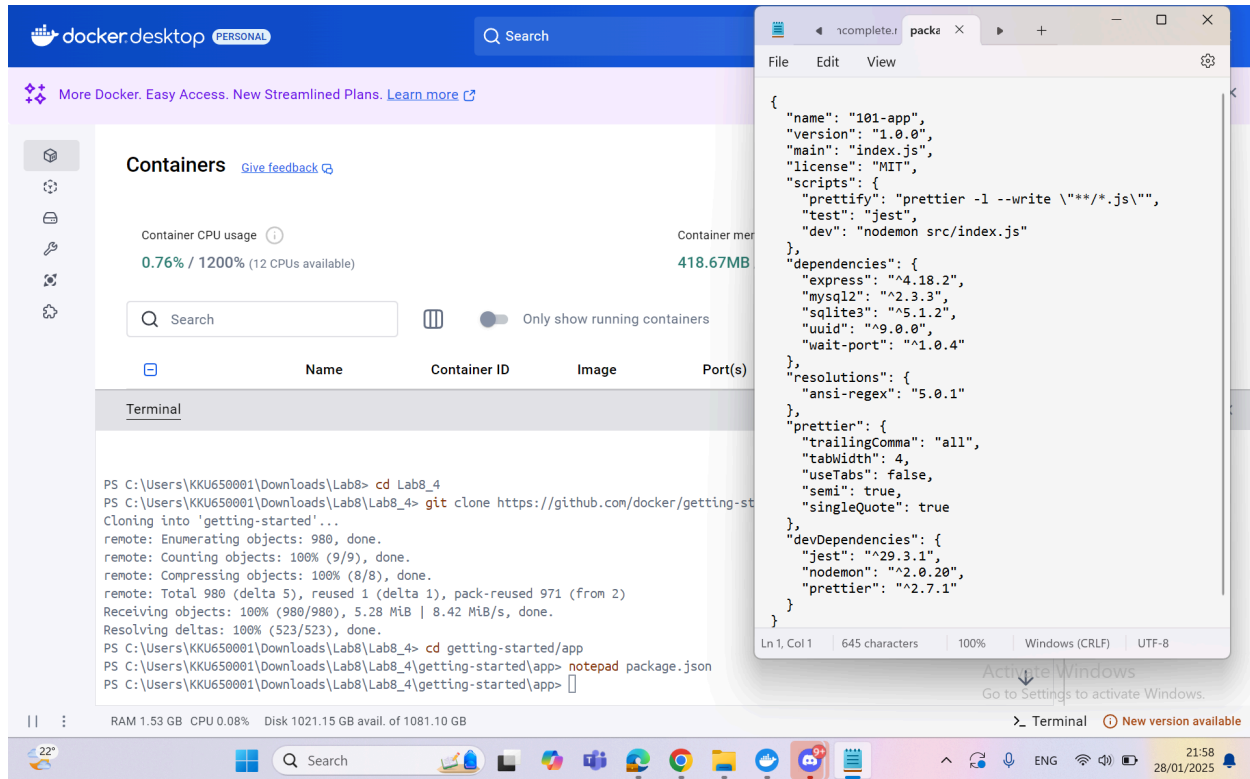 docker.desktop PERSONAL
Search
More Docker. Easy Access. New Streamlined Plans. Learn more
Containers Give feedback
Container CPU usage
0.76% / 1200% (12 CPUs available)
Container mer
418.67MB
Search
Only show running containers
Name Container ID Image Port(s)
Terminal
PS C:\Users\KKU650001\Downloads\Lab8> cd Lab8_4
PS C:\Users\KKU650001\Downloads\Lab8\Lab8_4> git clone https://github.com/docker/getting-st
Cloning into 'getting-started'...
remote: Enumerating objects: 980, done.
remote: Counting objects: 100% (9/9), done.
remote: Compressing objects: 100% (8/8), done.
remote: Total 980 (delta 5), reused 1 (delta 1), pack-reused 971 (from 2)
Receiving objects: 100% (980/980), 5.28 MiB | 8.42 MiB/s, done.
Resolving deltas: 100% (523/523), done.
PS C:\Users\KKU650001\Downloads\Lab8\Lab8_4> cd getting-started/app
PS C:\Users\KKU650001\Downloads\Lab8\Lab8_4\getting-started\app> notepad package.json
PS C:\Users\KKU650001\Downloads\Lab8\Lab8_4\getting-started\app>
RAM 1.53 GB CPU 0.08% Disk 1021.15 GB avail. of 1081.10 GB
Terminal
New version available
ncomplete.r packa
File Edit View
{
  "name": "101-app",
  "version": "1.0.0",
  "main": "index.js",
  "license": "MIT",
  "scripts": {
    "prettify": "prettier -l --write \"**/*.js\"",
    "test": "jest",
    "dev": "nodemon src/index.js"
  },
  "dependencies": {
    "express": "^4.18.2",
    "mysql2": "^2.3.3",
    "sqlite3": "^5.1.2",
    "uuid": "^9.0.0",
    "wait-port": "^1.0.4"
  },
  "resolutions": {
    "ansi-regex": "5.0.1"
  },
  "prettier": {
    "trailingComma": "all",
    "tabWidth": 4,
    "useTabs": false,
    "semi": true,
    "singleQuote": true
  },
  "devDependencies": {
    "jest": "^29.3.1",
    "nodemon": "^2.0.20",
    "prettier": "^2.7.1"
  }
}
Ln 1, Col 1 645 characters 100% Windows (CRLF) UTF-8
Activate Windows
Go to Settings to activate Windows.
22°
Search
9+
ENG
21:58
28/01/2025